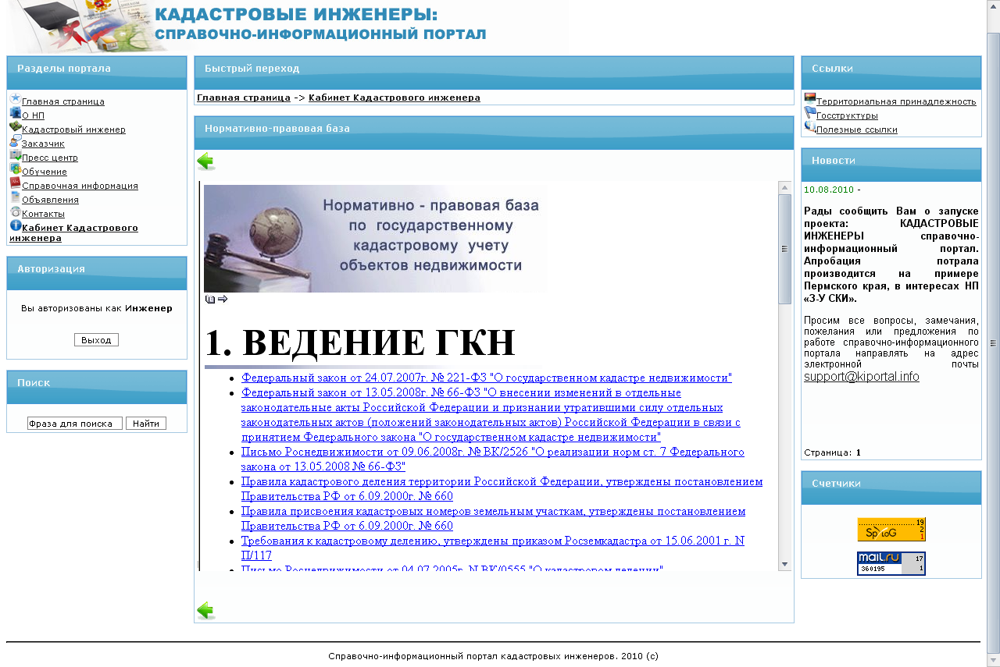 КАДАСТРОВЫЕ ИНЖЕНЕРЫ:
СПРАВОЧНО-ИНФОРМАЦИОННЫЙ ПОРТАЛ
Разделы портала
Главная страница
О НП
Кадастровый инженер
Заказчик
Пресс центр
Обучение
Справочная информация
Объявления
Контакты
Кабинет Кадастрового
инженера
Авторизация
Вы авторизованы как Инженер
Выход
Поиск
Фраза для поиска Найти
Быстрый переход
Главная страница -> Кабинет Кадастрового инженера
Нормативно-правовая база
Нормативно - правовая база
по государственному
кадастровому учету
объектов недвижимости
1. ВЕДЕНИЕ ГКН
Федеральный закон от 24.07.2007г. № 221-ФЗ "О государственном кадастре недвижимости"
Федеральный закон от 13.05.2008г. № 66-ФЗ "О внесении изменений в отдельные
законодательные акты Российской Федерации и признании утратившими силу отдельных
законодательных актов (положений законодательных актов) Российской Федерации в связи с
принятием Федерального закона "О государственном кадастре недвижимости"
Письмо Роснедвижимости от 09.06.2008г. № ВК/2526 "О реализации норм ст. 7 Федерального
закона от 13.05.2008 № 66-ФЗ"
Правила кадастрового деления территории Российской Федерации, утверждены постановлением
Правительства РФ от 6.09.2000г. № 660
Правила присвоения кадастровых номеров земельным участкам, утверждены постановлением
Правительства РФ от 6.09.2000г. № 660
Требования к кадастровому делению, утверждены приказом Росземкадастра от 15.06.2001 г. N
П/117
Письмо Роснедвижимости от 04.07.2005г. N ВК/0555 "О кадастровом делении"
Ссылки
Территориальная принадлежность
Госструктуры
Полезные ссылки
Новости
10.08.2010 -
Рады сообщить Вам о запуске
проекта: КАДАСТРОВЫЕ
ИНЖЕНЕРЫ справочно-
информационный портал.
Апробация потрала
производится на примере
Пермского края, в интересах НП
«З-У СКИ».
Просим все вопросы, замечания,
пожелания или предложения по
работе справочно-информационного
портала направлять на адрес
электронной почты
support@kiportal.info
Страница: 1
Счетчики
19
2
SpyLOG 1
mail.ru 17
360195 1
Справочно-информационный портал кадастровых инженеров. 2010 (c)